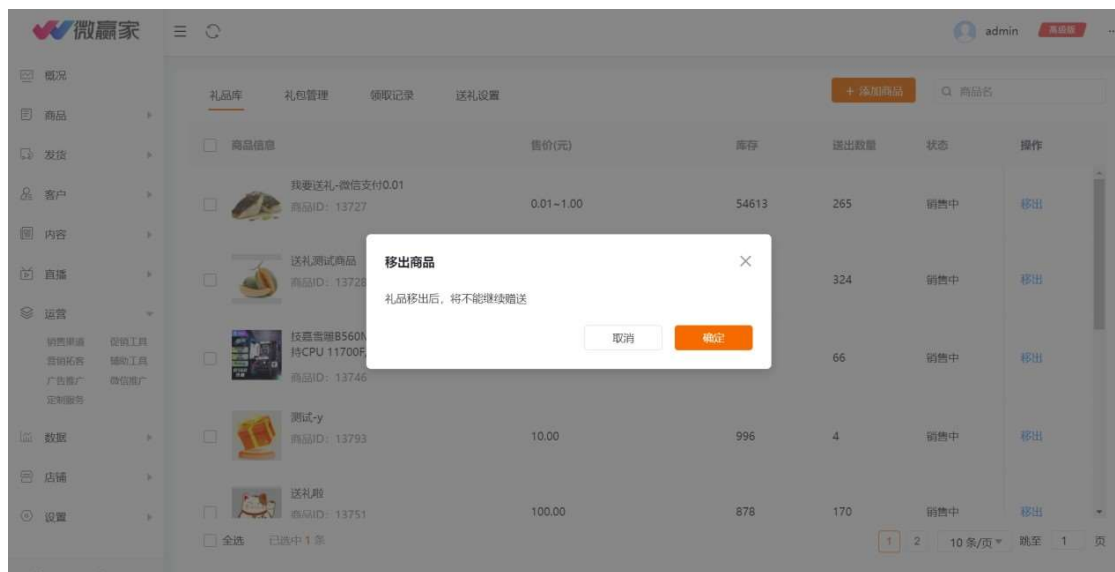 微赢家
admin
高级版
概况
商品
发货
客户
内容
直播
运营
销售渠道 促销工具
营销拓客 辅助工具
广告推广 微信推广
定制服务
数据
店铺
设置
礼品库 礼包管理 领取记录 送礼设置
+ 添加商品
商品名
商品信息 售价(元) 库存 送出数量 状态 操作
我要送礼-微信支付0.01
商品ID: 13727
0.01~1.00 54613 265 销售中 移出
送礼测试商品
商品ID: 13728
324 销售中 移出
技嘉雪雕B560M
持CPU 11700F,
商品ID: 13746
66 销售中 移出
测试-y
商品ID: 13793
10.00 996 4 销售中 移出
送礼啦
商品ID: 13751
100.00 878 170 销售中 移出
移出商品
礼品移出后，将不能继续赠送
取消 确定
全选 已选中 1 条
1 2 10 条/页 跳至 1 页